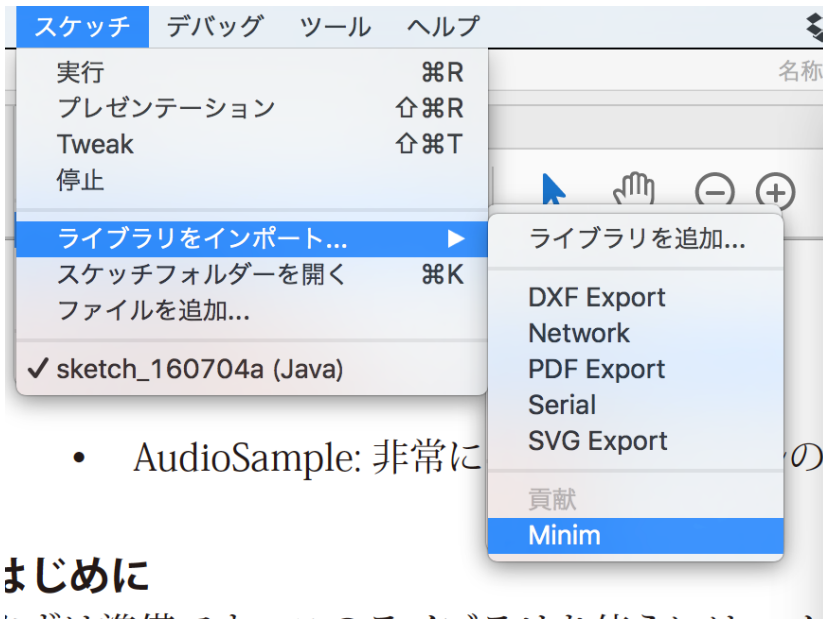 スケッチ デバッグ ツール ヘルプ
名称
実行 ⌘R
プレゼンテーション ⇧⌘R
Tweak ⇧⌘T
停止
ライブラリをインポート... ▶
スケッチフォルダーを開く ⌘K
ファイルを追加...
✓ sketch_160704a (Java)
ライブラリを追加...
DXF Export
Network
PDF Export
Serial
SVG Export
貢献
Minim
• AudioSample: 非常に
の
はじめに